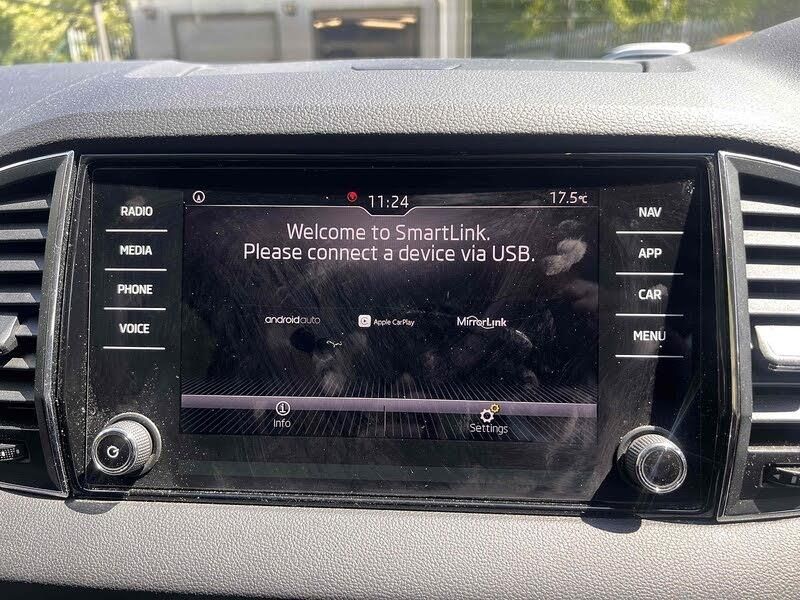 11:24
17.5°C
RADIO
MEDIA
PHONE
VOICE
Welcome to SmartLink.
Please connect a device via USB.
androidauto
Apple CarPlay
MirrorLink
Info
Settings
NAV
APP
CAR
MENU